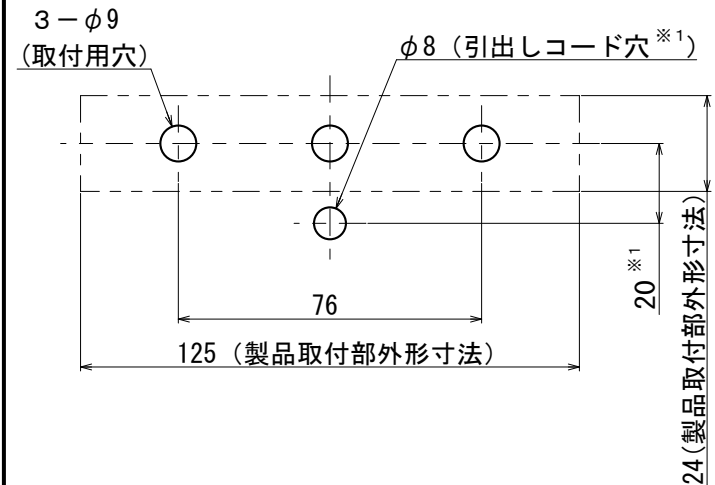 3－φ9
(取付用穴)
φ8（引出しコード穴※1）
76
125（製品取付部外形寸法）
20※1
24(製品取付部外形寸法)